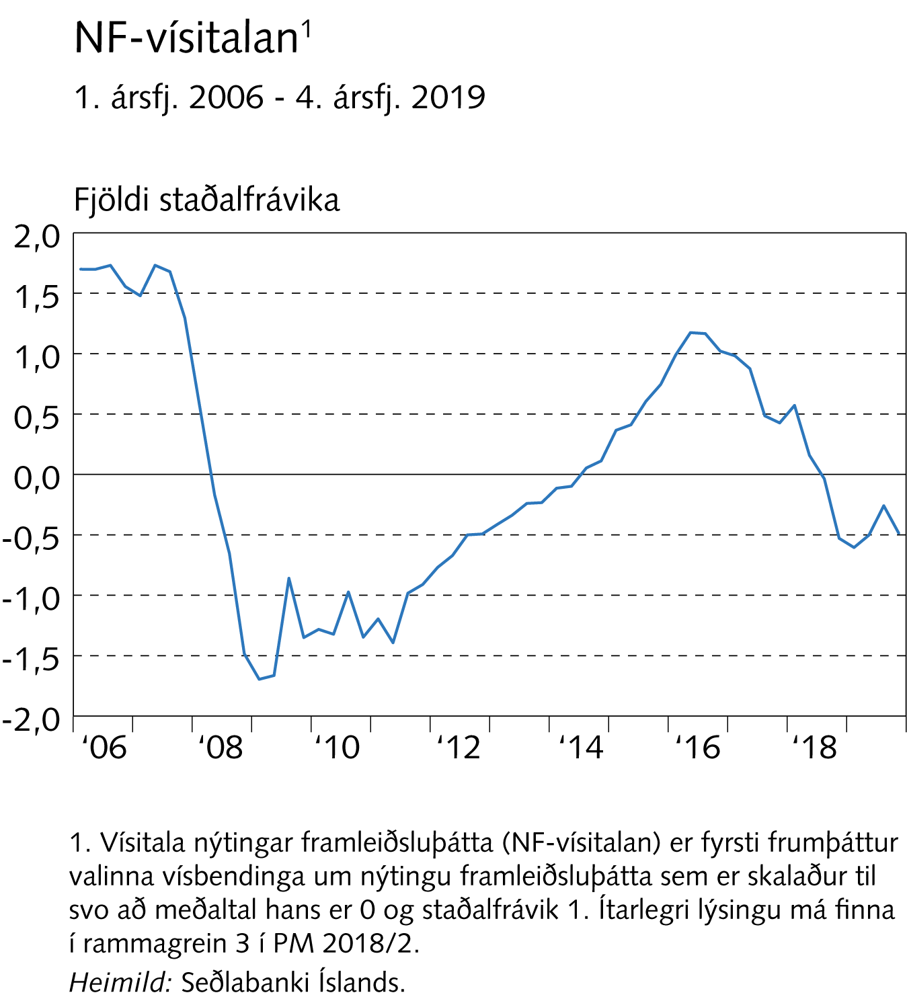 NF-vísitalan¹
1. ársfj. 2006 - 4. ársfj. 2019
Fjöldi staðalfrávika
2,0
1,5
1,0
0,5
0,0
-0,5
-1,0
-1,5
-2,0
‘06 ‘08 ‘10 ‘12 ‘14 ‘16 ‘18
1. Vísitala nýtingar framleiðsluþátta (NF-vísitalan) er fyrsti frumþáttur
valinna vísbendinga um nýtingu framleiðsluþátta sem er skalaður til
svo að meðaltal hans er 0 og staðalfrávik 1. Ítarlegri lýsingu má finna
í rammagrein 3 í PM 2018/2.
Heimild: Seðlabanki Íslands.